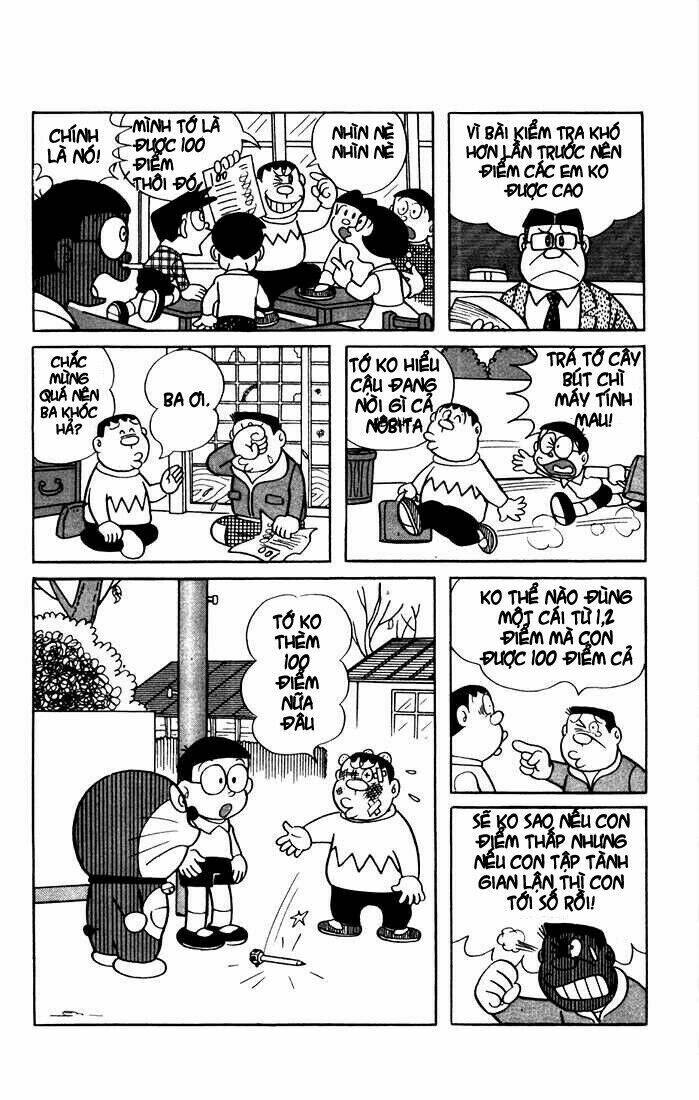 VÌ BÀI KIỂM TRA KHÓ
HƠN LẦN TRƯỚC NÊN
ĐIỂM CÁC EM KO
ĐƯỢC CAO
NHÌN NÈ
NHÌN NÈ
MÌNH TỚ LÀ
ĐƯỢC 100
ĐIỂM
THÔI ĐÓ
CHÍNH
LÀ NÓ!
TRẢ TỚ CÂY
BÚT CHÌ
MÁY TÍNH
MAU!
TỚ KO HIỂU
CẬU ĐANG
NỜI GÌ CẢ
NOBITA
BA ƠI,
CHẮC
MỪNG
QUÁ NÊN
BA KHÓC
HẢ?
KO THỂ NÀO ĐÙNG
MỘT CÁI TỪ 1,2
ĐIỂM MÀ CON
ĐƯỢC 100 ĐIỂM CẢ
SẼ KO SAO NẾU CON
ĐIỂM THẤP NHƯNG
NẾU CON TẬP TÀNH
GIAN LẬN THÌ CON
TỚI SỐ RỒI!
TỚ KO
THÈM
100
ĐIỂM
NỮA
ĐÂU